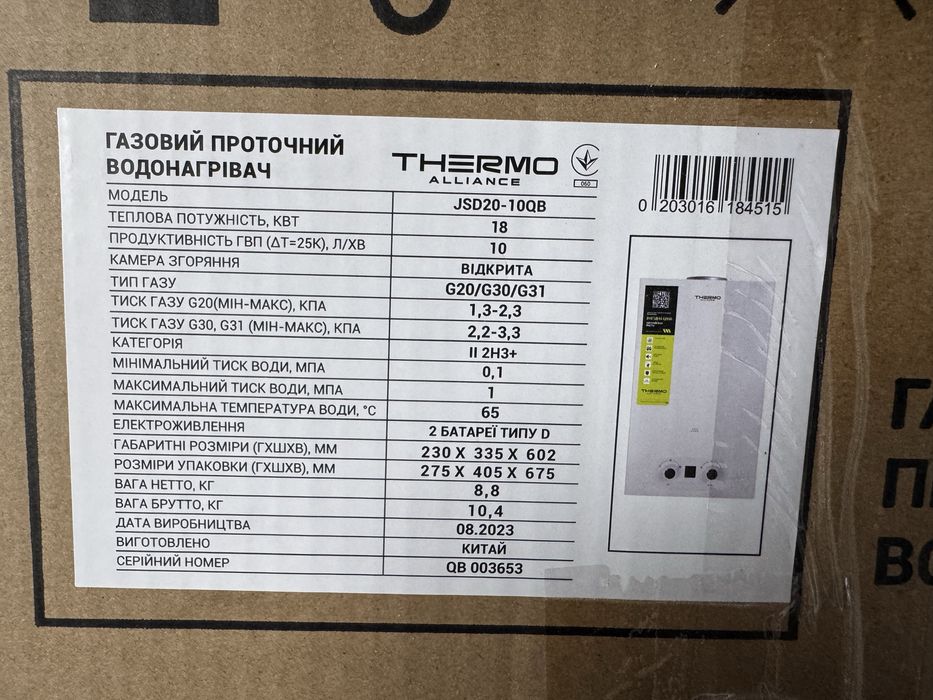 ГАЗОВИЙ ПРОТОЧНИЙ
ВОДОНАГРІВАЧ
THERMO
ALLIANCE
060
МОДЕЛЬ JSD20-10QB
ТЕПЛОВА ПОТУЖНІСТЬ, КВТ 18
ПРОДУКТИВНІСТЬ ГВП (ΔТ=25К), Л/ХВ 10
КАМЕРА ЗГОРЯННЯ ВІДКРИТА
ТИП ГАЗУ G20/G30/G31
ТИСК ГАЗУ G20(МІН-МАКС), КПА 1,3-2,3
ТИСК ГАЗУ G30, G31 (МІН-МАКС), КПА 2,2-3,3
КАТЕГОРІЯ II 2H3+
МІНІМАЛЬНИЙ ТИСК ВОДИ, МПА 0,1
МАКСИМАЛЬНИЙ ТИСК ВОДИ, МПА 1
МАКСИМАЛЬНА ТЕМПЕРАТУРА ВОДИ, °С 65
ЕЛЕКТРОЖИВЛЕННЯ 2 БАТАРЕЇ ТИПУ D
ГАБАРИТНІ РОЗМІРИ (ГХШХВ), ММ 230 X 335 X 602
РОЗМІРИ УПАКОВКИ (ГХШХВ), ММ 275 X 405 X 675
ВАГА НЕТТО, КГ 8,8
ВАГА БРУТТО, КГ 10,4
ДАТА ВИРОБНИЦТВА 08.2023
ВИГОТОВЛЕНО КИТАЙ
СЕРІЙНИЙ НОМЕР QB 003653
0 203016 184515
THERMO
THERMO
Г
П
ВО